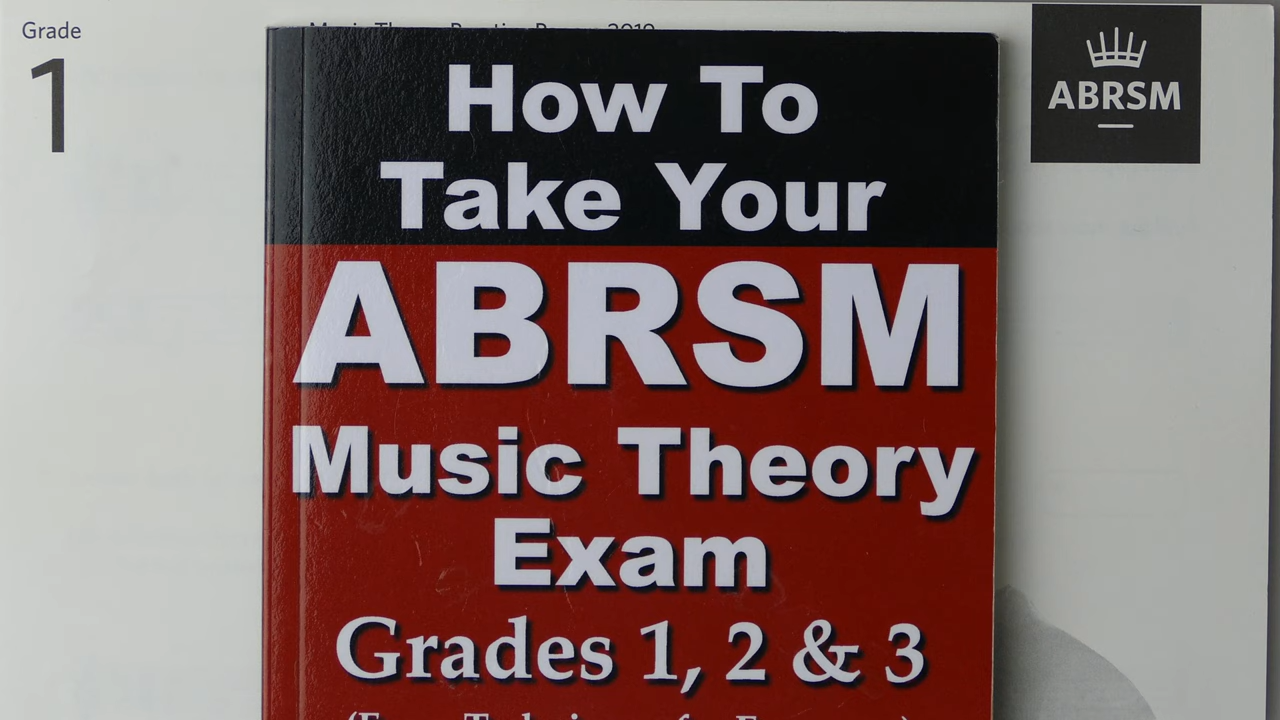 Grade
1
ABRSM
How To
Take Your
ABRSM
Music Theory
Exam
Grades 1, 2 & 3